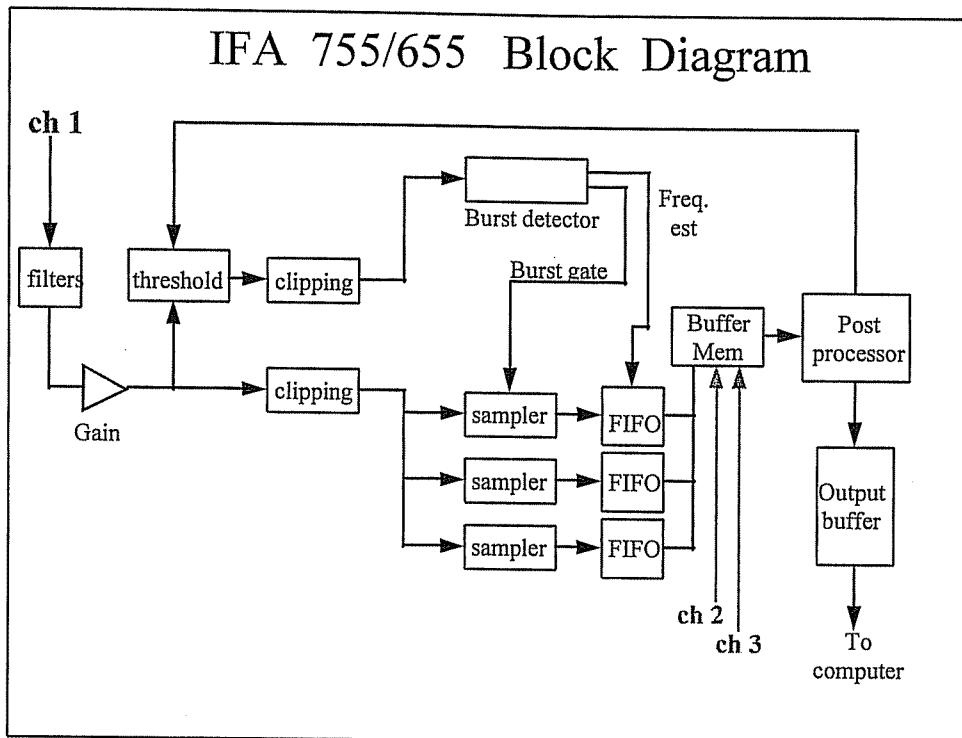 IFA 755/655 Block Diagram
ch 1
Burst detector
Freq.
est
filters
threshold
clipping
Burst gate
Buffer
Mem
Post
processor
Gain
clipping
sampler
FIFO
sampler
FIFO
sampler
FIFO
Output
buffer
ch 2
ch 3
To
computer